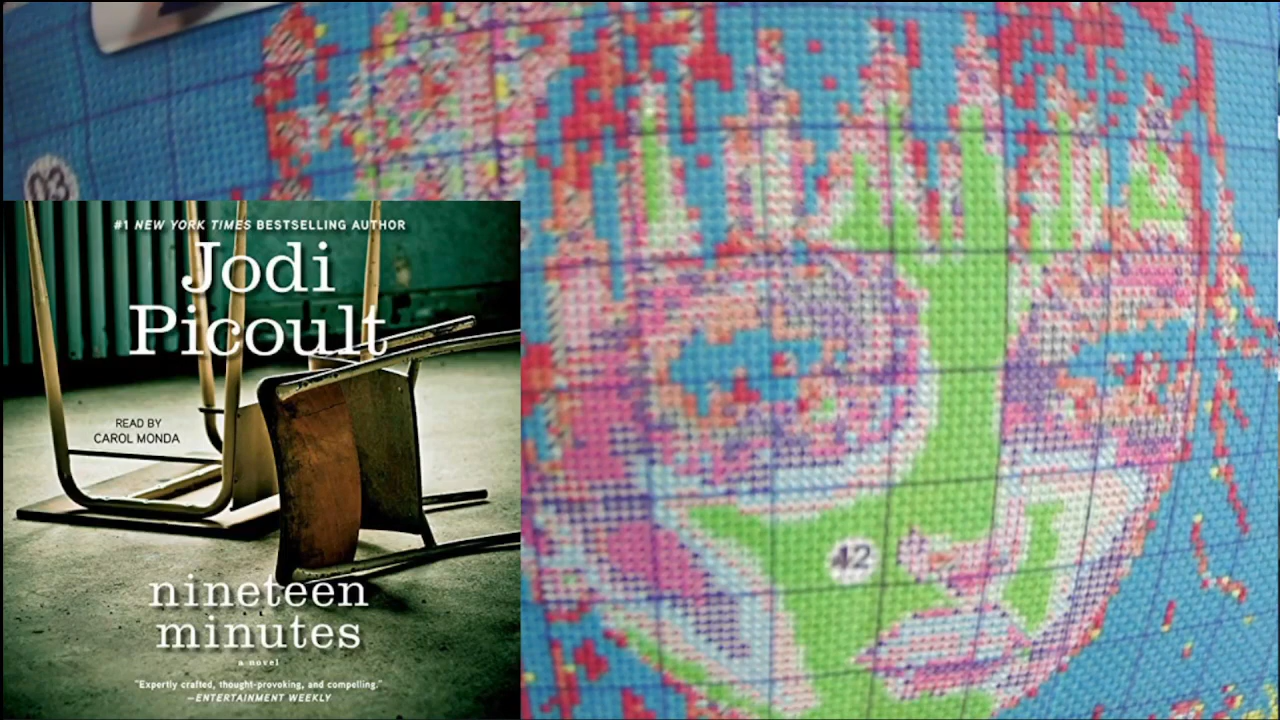 03
#1 NEW YORK TIMES BESTSELLING AUTHOR
Jodi
Picoult
READ BY
CAROL MONDA
42
nineteen
minutes
a novel
"Expertly crafted, thought-provoking, and compelling."
—ENTERTAINMENT WEEKLY